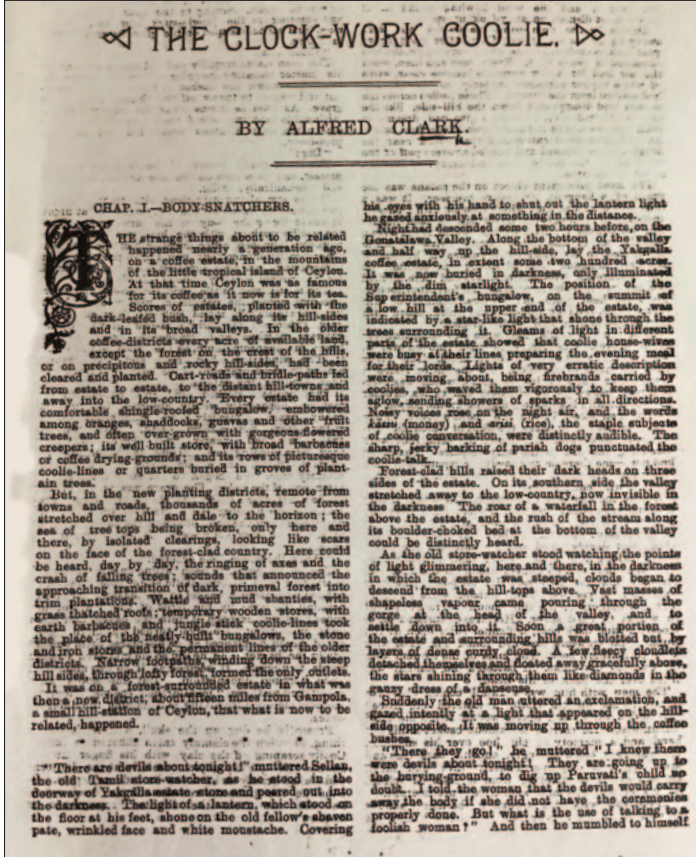 THE CLOCK-WORK COOLIE.
BY ALFRED CLARK.
CHAP. I.—BODY-SNATCHERS.
THE strange things about to be related
happened nearly a generation ago,
on a coffee estate, in the mountains
of the little tropical island of Ceylon.
At that time Ceylon was as famous
for its coffee as it now is for its tea.
Scores of estates, planted with the
dark-leafed bush, lay along its hill-sides
and in its broad valleys. In the older
coffee-districts every acre of available land,
except the forest on the crest of the hills,
or on precipitous and rocky hill-sides, had been
cleared and planted. Cart-roads and bridle-paths led
from estate to estate, to the distant hill-towns and
away into the low-country. Every estate had its
comfortable shingle-roofed bungalow, embowered
among oranges, shaddocks, guavas and other fruit
trees, and often over-grown with gorgeous-flowered
creepers; its well-built store, with broad barbecues
or coffee drying-grounds; and its rows of picturesque
coolie-lines or quarters buried in groves of plant-
ain trees.
But, in the new planting districts, remote from
towns and roads, thousands of acres of forest
stretched over hill and dale to the horizon; the
sea of tree tops being broken, only here and
there, by isolated clearings, looking like scars
on the face of the forest-clad country. Here could
be heard, day by day, the ringing of axes and the
crash of falling trees; sounds that announced the
approaching transition of dark, primeval forest into
trim plantations. Wattle and mud shanties, with
grass thatched roofs; temporary wooden stores, with
earth barbecues and jungle stick coolie-lines took
the place of the neatly-built bungalows, the stone
and iron stores and the permanent lines of the older
districts. Narrow footpaths, winding down the steep
hill sides, through lofty forest, formed the only outlets.
It was on a forest-surrounded estate in what was
then a new district, about fifteen miles from Gampola,
a small hill-station of Ceylon, that what is now to be
related, happened.
"There are devils about tonight!" muttered Sellan,
the old Tamil store-watcher, as he stood in the
doorway of Yakgalla estate store and peered out into
the darkness. The light of a lantern, which stood on
the floor at his feet, shone on the old fellow's shaven
pate, wrinkled face and white moustache. Covering
his eyes with his hand to shut out the lantern light
he gazed anxiously at something in the distance.
Night had descended some two hours before, on the
Gonatalawa Valley. Along the bottom of the valley
and half way up the hill-side, lay the Yakgalla
coffee estate, in extent some two hundred acres.
It was now buried in darkness, only illuminated
by the dim starlight. The position of the
Superintendent's bungalow, on the summit of
a low hill at the upper end of the estate, was
indicated by a star-like light that shone through the
trees surrounding it. Gleams of light in different
parts of the estate showed that coolie house-wives
were busy at their lines preparing the evening meal
for their lords. Lights of very erratic description
were moving about, being firebrands carried by
coolies, who waved them vigorously to keep them
aglow, sending showers of sparks in all directions.
Noisy voices rose on the night air, and the words
kāsu (money) and arisi (rice), the staple subjects
of coolie conversation, were distinctly audible. The
sharp, jerky barking of pariah dogs punctuated the
coolie-talk.
Forest-clad hills raised their dark heads on three
sides of the estate. On its southern side the valley
stretched away to the low-country, now invisible in
the darkness The roar of a waterfall in the forest
above the estate, and the rush of the stream along
its boulder-choked bed at the bottom of the valley
could be distinctly heard.
As the old store-watcher stood watching the points
of light glimmering, here and there, in the darkness
in which the estate was steeped, clouds began to
descend from the hill-tops above. Vast masses of
shapeless vapour came pouring through the
gorge at the head of the valley, and to
settle down into it. Soon a great portion of
the estate and surrounding hills was blotted out by
layers of dense curdy cloud. A few fleecy cloudlets
detached themselves and floated away gracefully above,
the stars shining through them like diamonds in the
gauzy dress of a danseuse.
Suddenly the old man uttered an exclamation, and
gazed intently at a light that appeared on the hill-
side opposite. It was moving up through the coffee
bushes.
"There they go!" he muttered "I knew there
were devils about tonight! They are going up to
the burying-ground, to dig up Paruvati's child no
doubt. I told the woman that the devils would carry
away the body if she did not have the ceremonies
properly done. But what is the use of talking to a
foolish woman?" And then he mumbled to himself